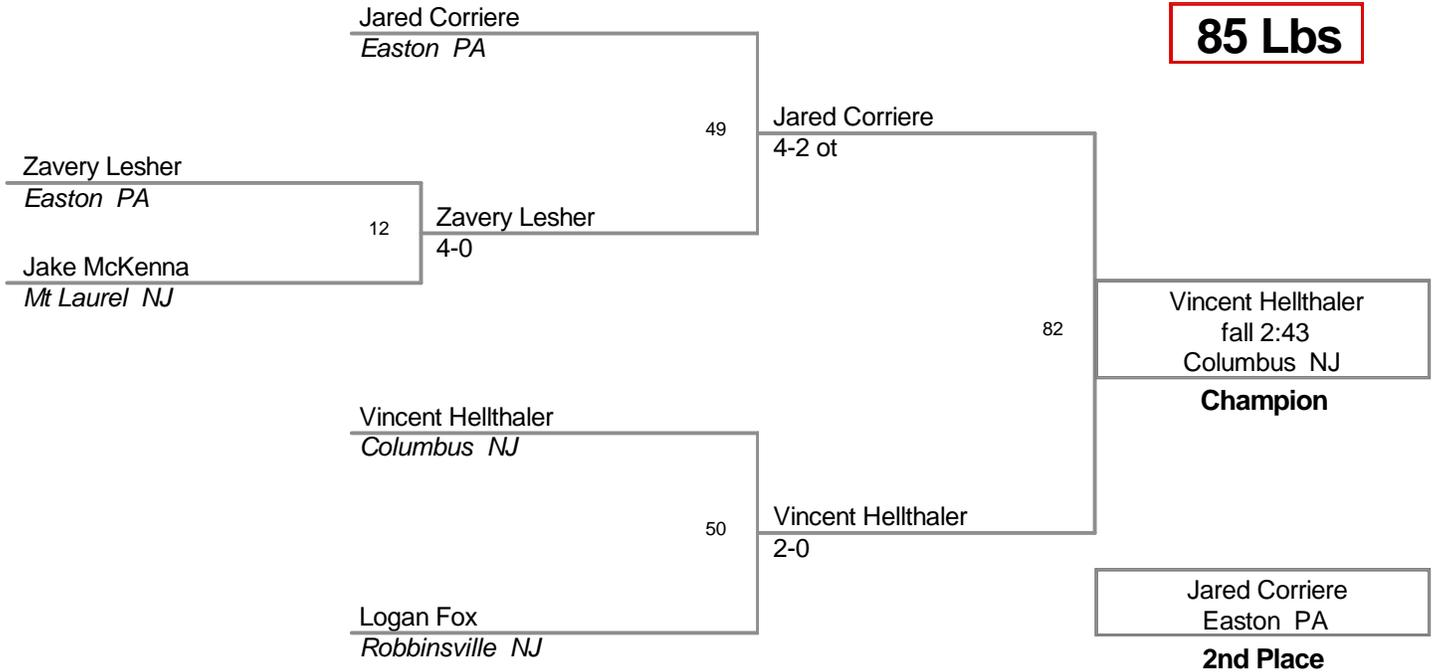 Jared Corriere
Easton PA
85 Lbs
49
Jared Corriere
4-2 ot
Zavery Lesher
Easton PA
12
Zavery Lesher
4-0
Jake McKenna
Mt Laurel NJ
82
Vincent Hellthaler
fall 2:43
Columbus NJ
Champion
Vincent Hellthaler
Columbus NJ
50
Vincent Hellthaler
2-0
Logan Fox
Robbinsville NJ
Jared Corriere
Easton PA
2nd Place